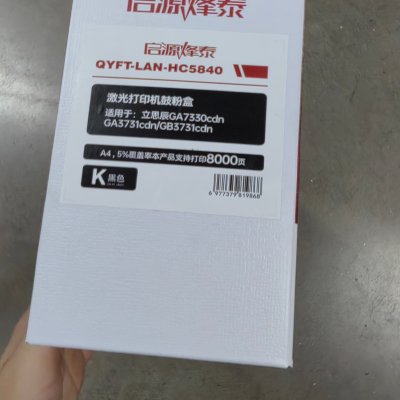 启源烽泰
启源烽泰
QYFT-LAN-HC5840
激光打印机鼓粉盒
适用于：立思辰GA7330cdn
GA3731cdn/GB3731cdn
A4，5%覆盖率本产品支持打印8000页
K 黑色
6 977379 819868